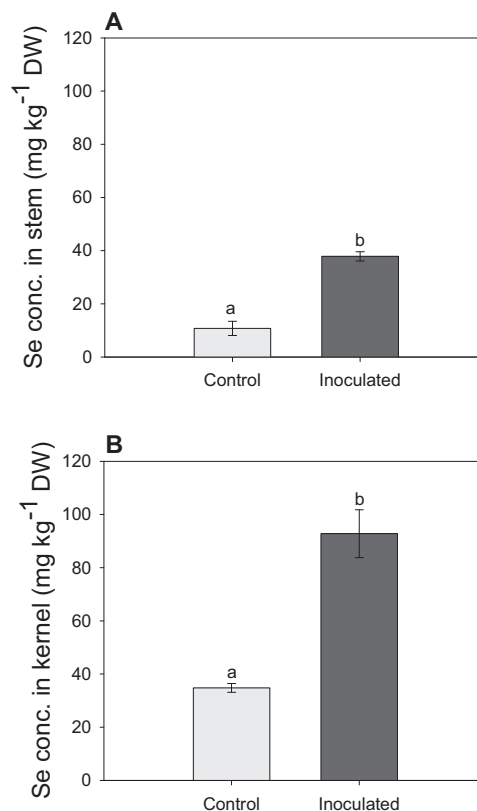 A
Se conc. in stem (mg kg⁻¹ DW)
120
100
80
60
40
20
0
a
b
Control Inoculated
B
Se conc. in kernel (mg kg⁻¹ DW)
120
100
80
60
40
20
0
a
b
Control Inoculated